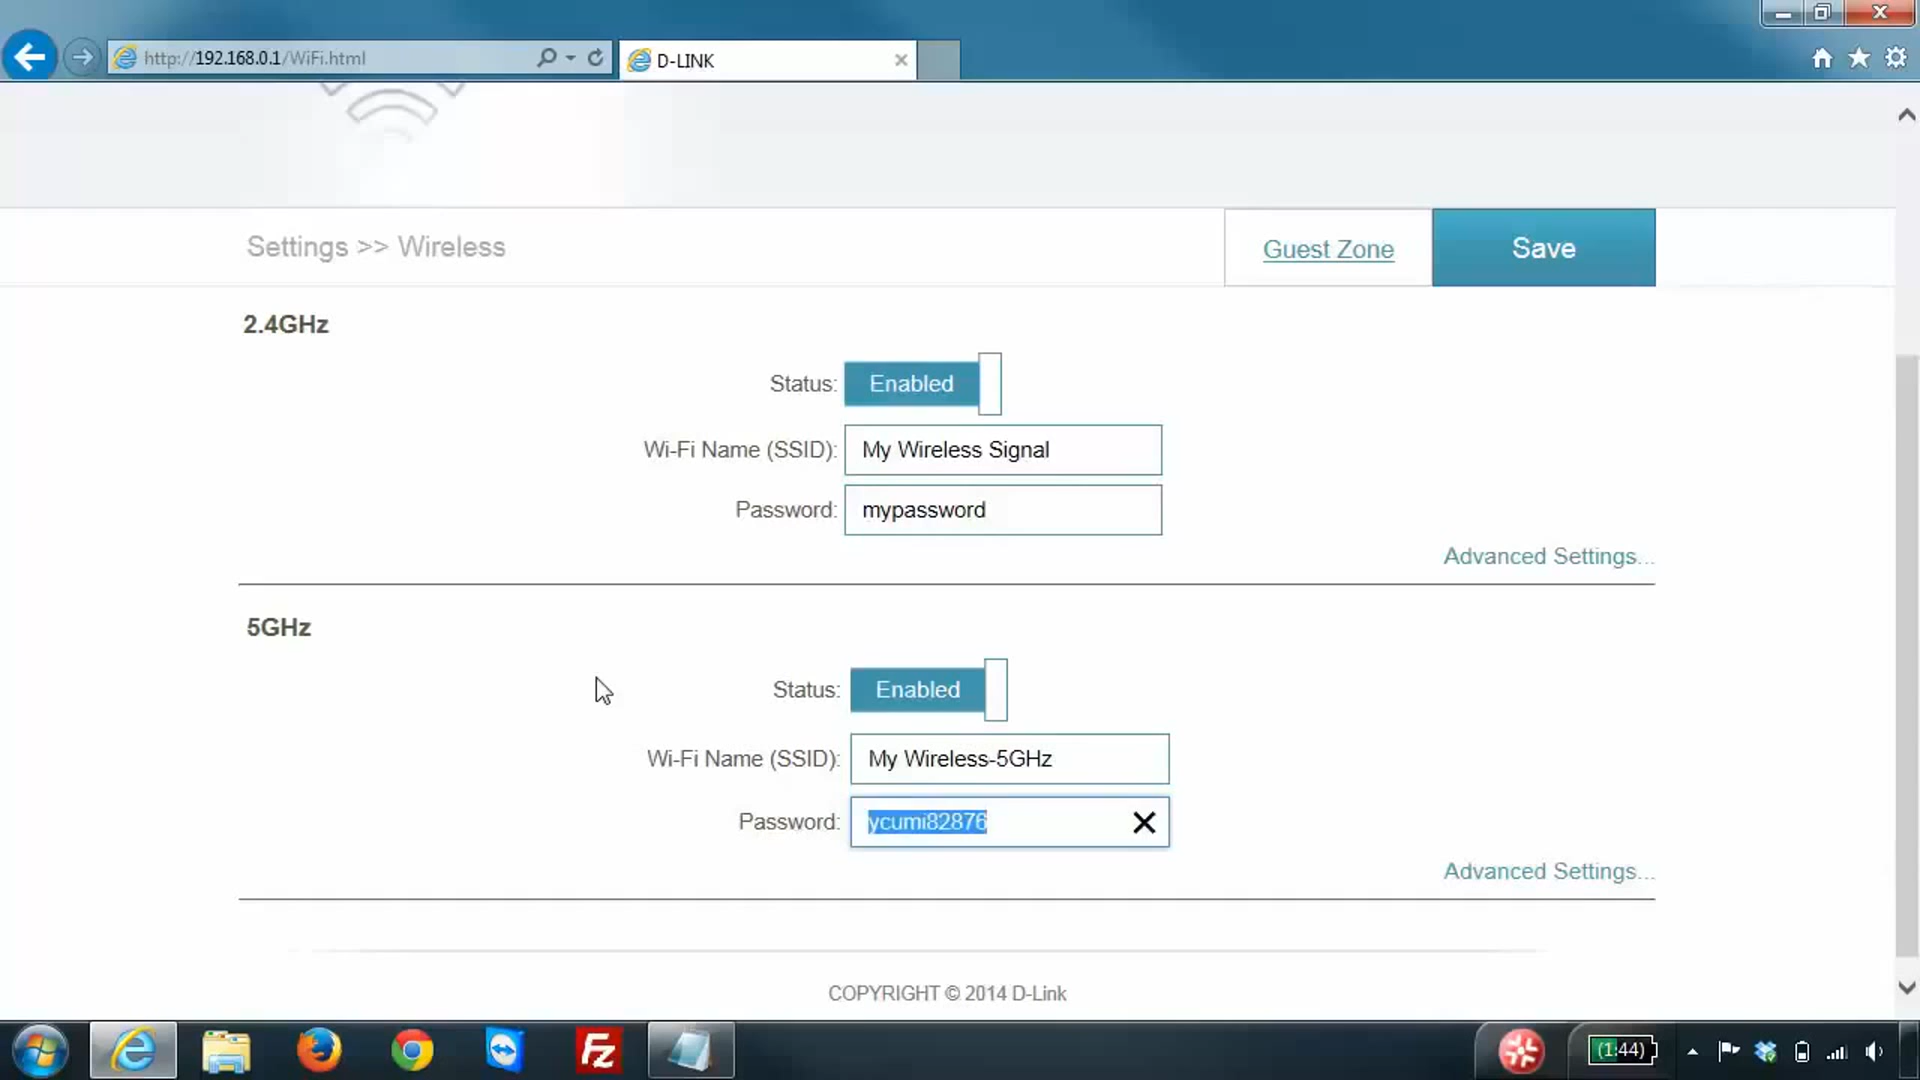 http://192.168.0.1/WiFi.html
D-LINK
Settings >> Wireless
Guest Zone
Save
2.4GHz
Status: Enabled
Wi-Fi Name (SSID): My Wireless Signal
Password: mypassword
Advanced Settings...
5GHz
Status: Enabled
Wi-Fi Name (SSID): My Wireless-5GHz
Password: ycumi82876
Advanced Settings...
COPYRIGHT © 2014 D-Link
Fz
(1:44)